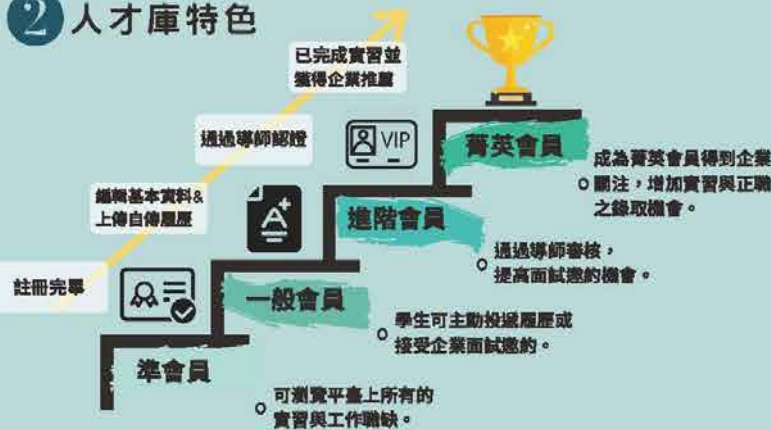 2 人才庫特色
已完成實習並
獲得企業推薦
通過導師認證
VIP
菁英會員
成為菁英會員得到企業
關注，增加實習與正職
之錄取機會。
編輯基本資料&
上傳自傳履歷
A+
進階會員
通過導師審核，
提高面試邀約機會。
註冊完畢
一般會員
學生可主動投遞履歷或
接受企業面試邀約。
準會員
可瀏覽平臺上所有的
實習與工作職缺。